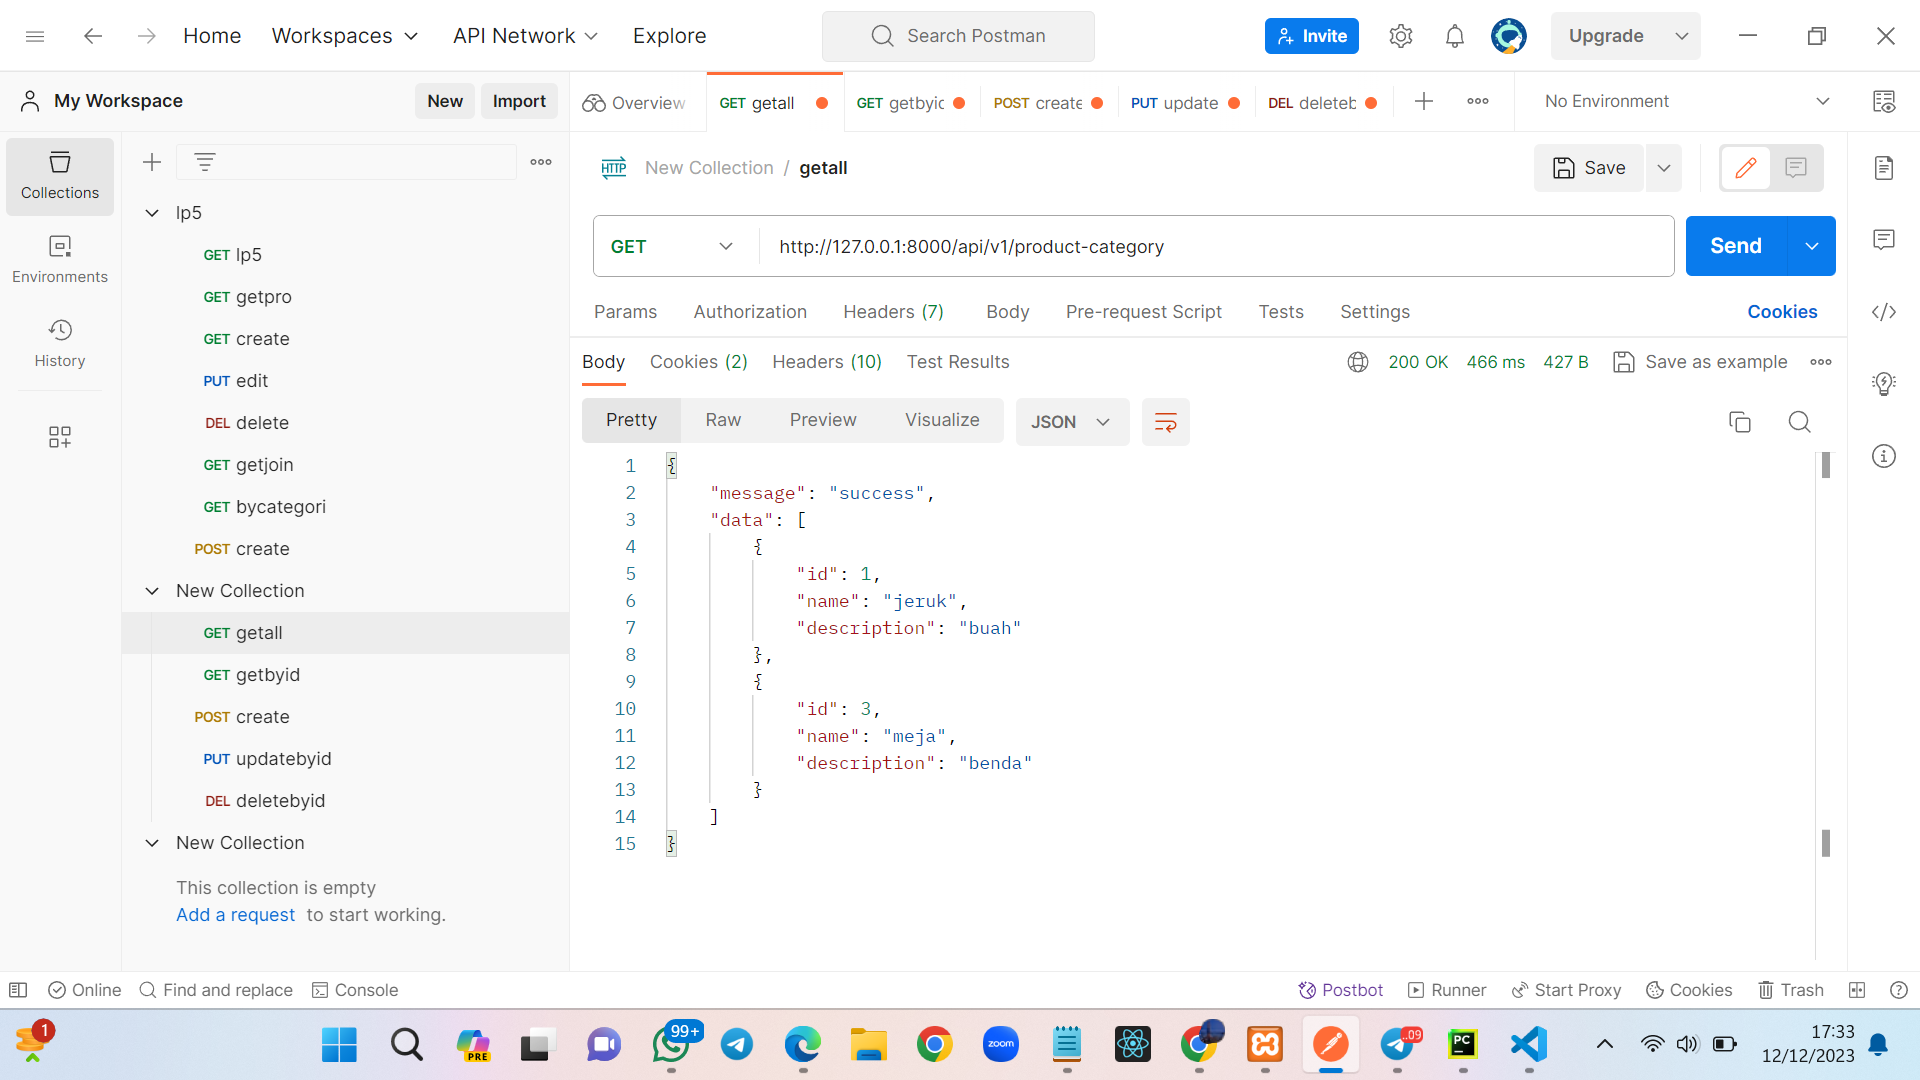 Home
Workspaces
API Network
Explore
Search Postman
Invite
Upgrade
My Workspace
New
Import
Overview
GET getall
GET getbyic
POST create
PUT update
DEL deleteb
No Environment
Collections
Environments
History
lp5
GET lp5
GET getpro
GET create
PUT edit
DEL delete
GET getjoin
GET bycategori
POST create
New Collection
GET getall
GET getbyid
POST create
PUT updatebyid
DEL deletebyid
New Collection
This collection is empty
Add a request to start working.
HTTP New Collection / getall
Save
GET
http://127.0.0.1:8000/api/v1/product-category
Send
Params
Authorization
Headers (7)
Body
Pre-request Script
Tests
Settings
Cookies
Body
Cookies (2)
Headers (10)
Test Results
200 OK
466 ms
427 B
Save as example
Pretty
Raw
Preview
Visualize
JSON
1 {
2 "message": "success",
3 "data": [
4 {
5 "id": 1,
6 "name": "jeruk",
7 "description": "buah"
8 },
9 {
10 "id": 3,
11 "name": "meja",
12 "description": "benda"
13 }
14 ]
15 }
Online
Find and replace
Console
Postbot
Runner
Start Proxy
Cookies
Trash
1
PRE
99+
zoom
.09
PC
17:33
12/12/2023